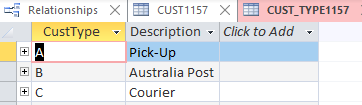 Relationships CUST1157 CUST_TYPE1157
CustType Description Click to Add
A Pick-Up
B Australia Post
C Courier